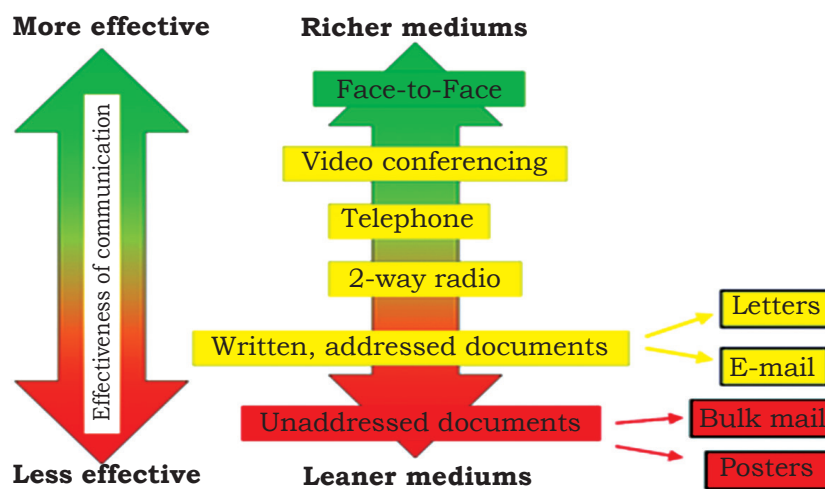 More effective
Richer mediums
Effectiveness of communication
Face-to-Face
Video conferencing
Telephone
2-way radio
Written, addressed documents
Letters
E-mail
Unaddressed documents
Bulk mail
Posters
Less effective
Leaner mediums